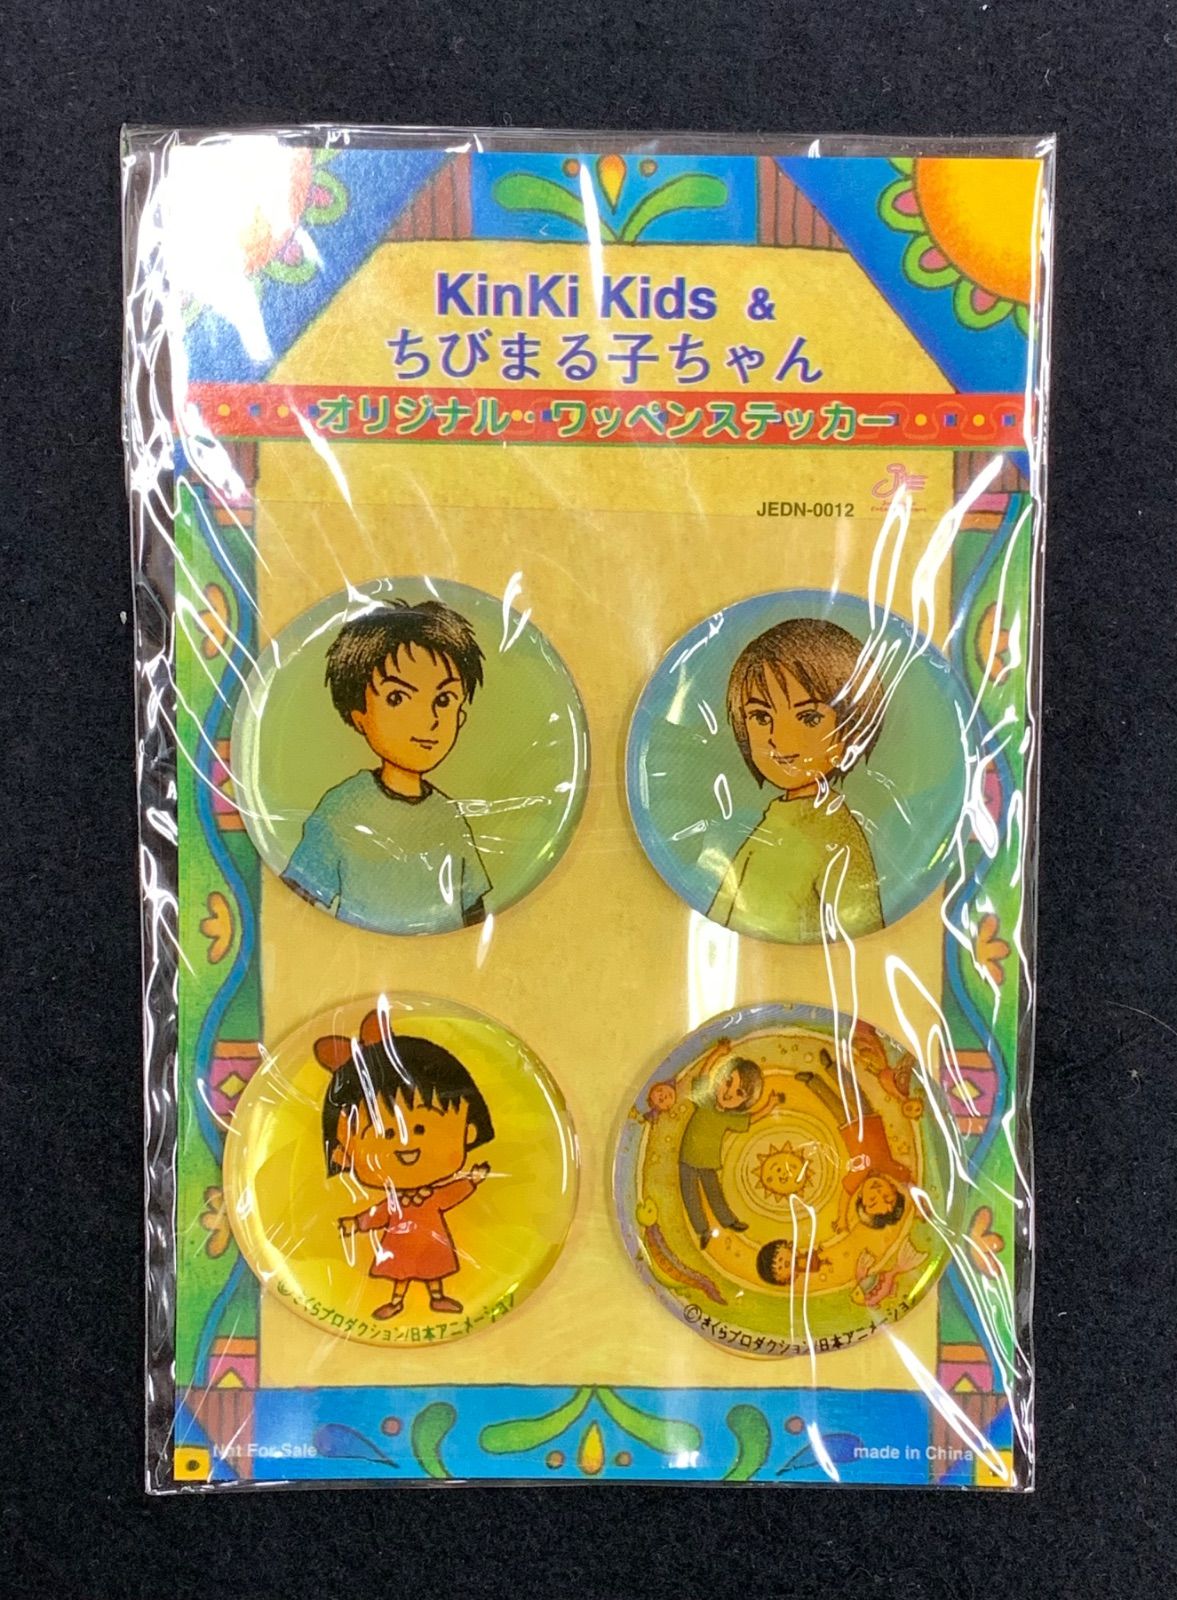 KinKi Kids &
ちびまる子ちゃん
オリジナル・ワッペンステッカー
JEDN-0012
©さくらプロダクション/日本アニメーション
©さくらプロダクション/日本アニメーション
Not For Sale
made in China